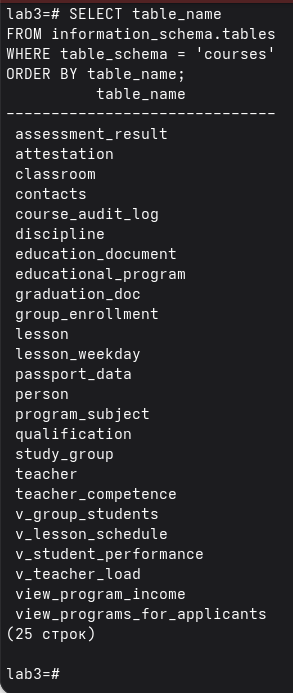 lab3=# SELECT table_name
FROM information_schema.tables
WHERE table_schema = 'courses'
ORDER BY table_name;
table_name
------------------------------
assessment_result
attestation
classroom
contacts
course_audit_log
discipline
education_document
educational_program
graduation_doc
group_enrollment
lesson
lesson_weekday
passport_data
person
program_subject
qualification
study_group
teacher
teacher_competence
v_group_students
v_lesson_schedule
v_student_performance
v_teacher_load
view_program_income
view_programs_for_applicants
(25 строк)
lab3=#